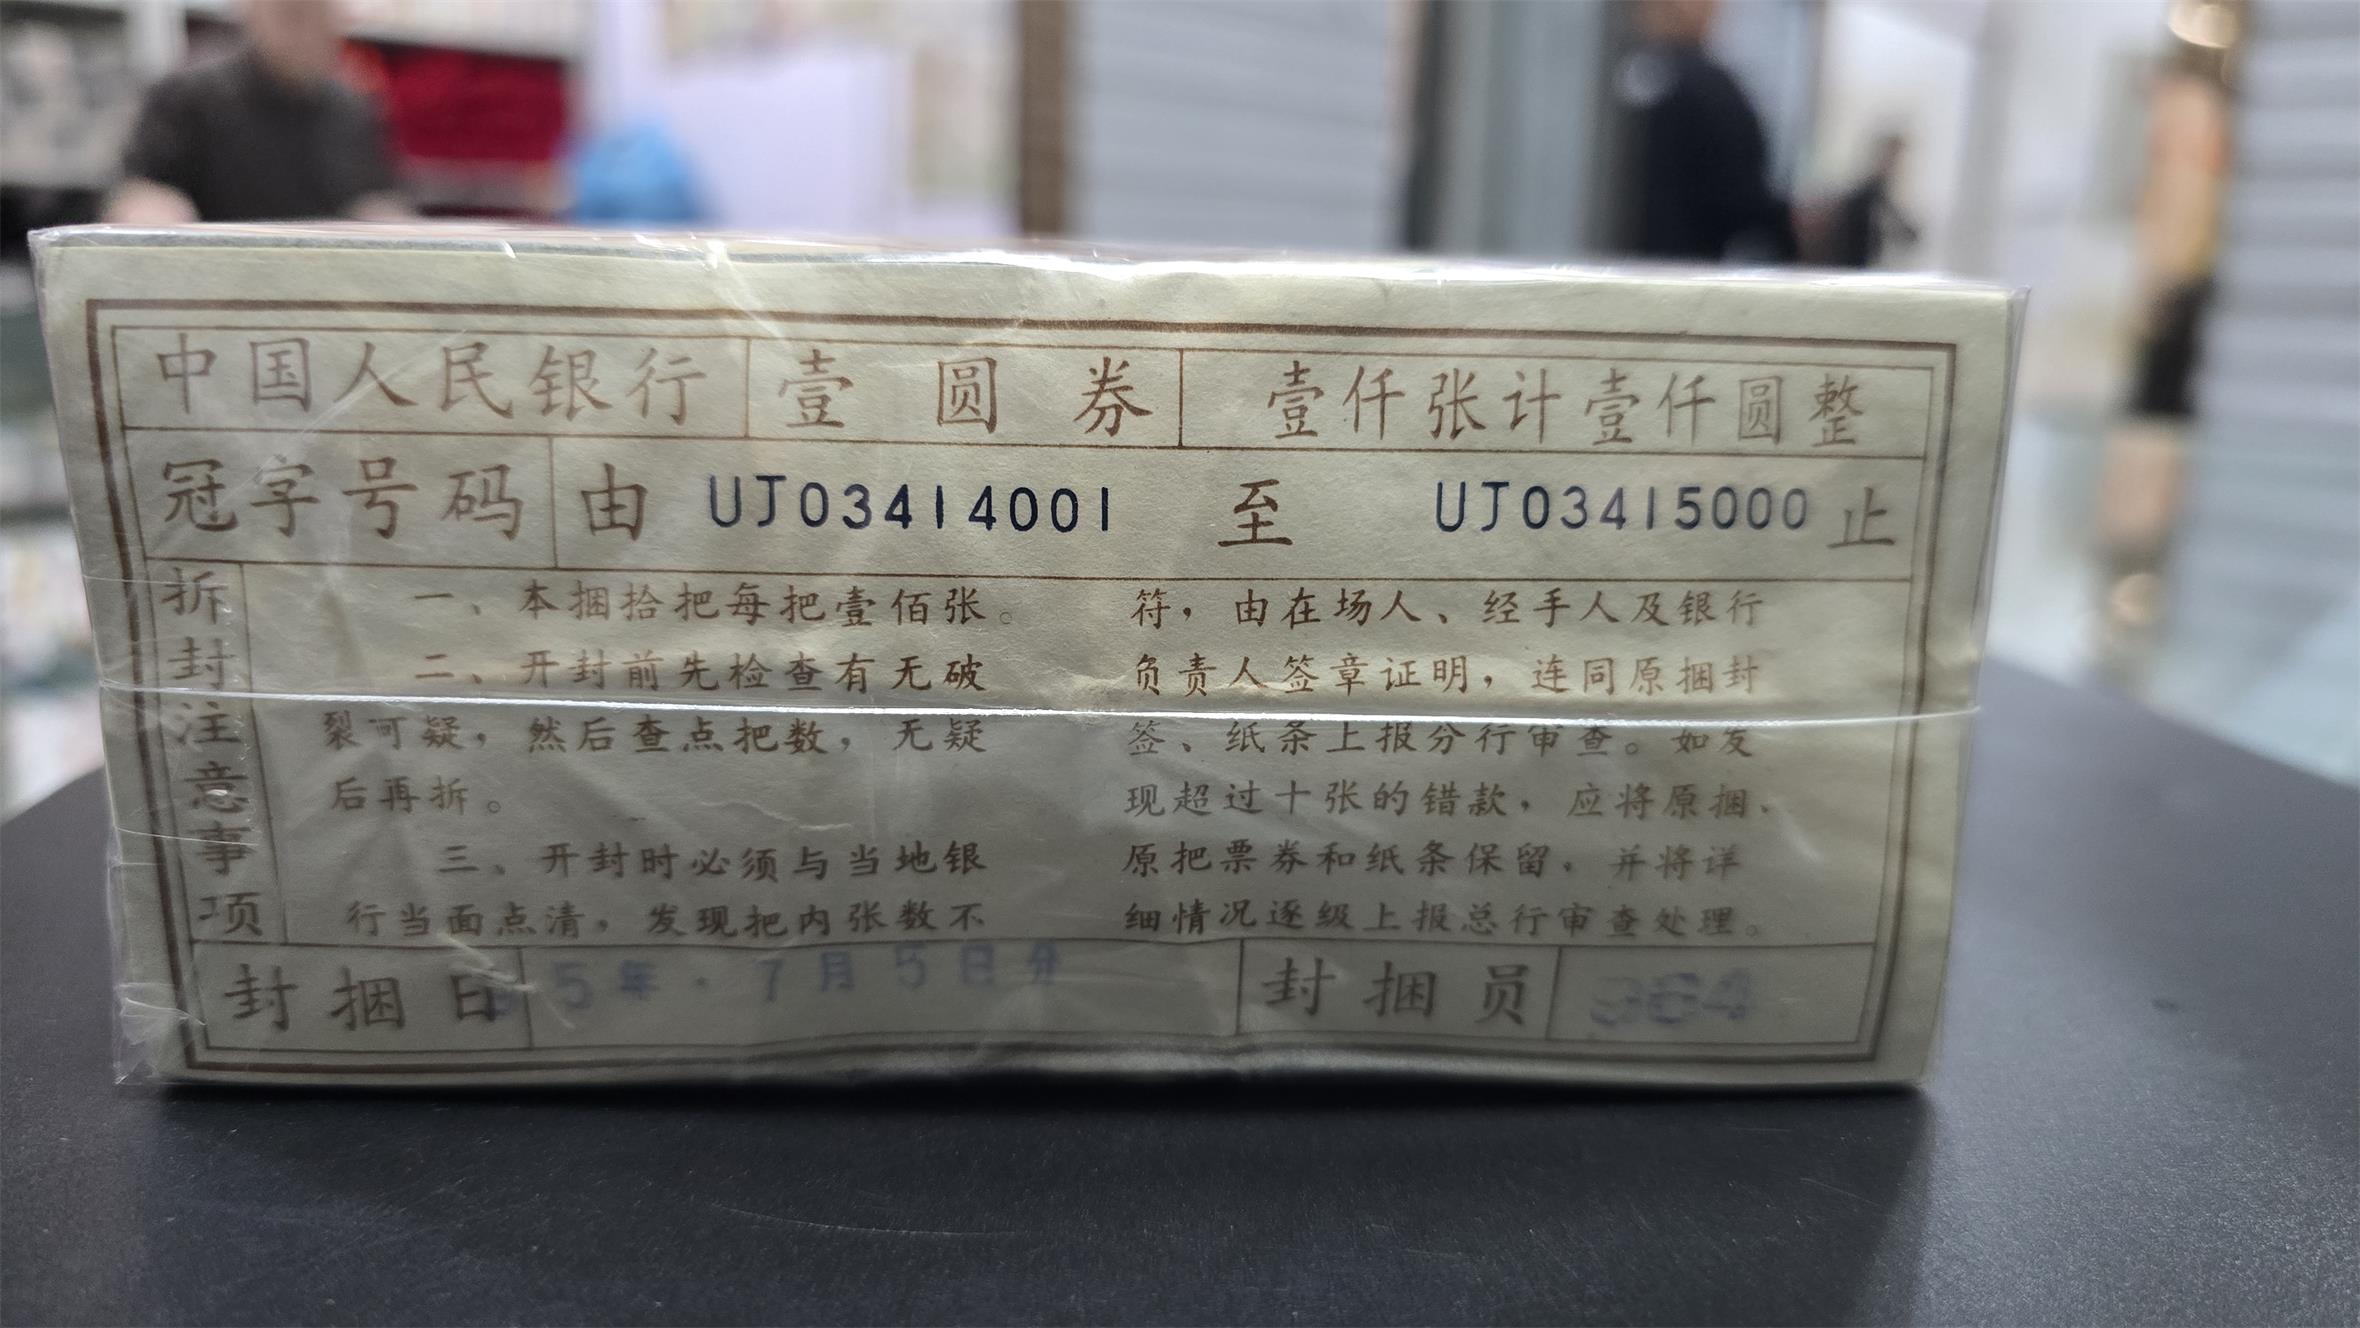 中国人民银行 壹圆券 壹仟张计壹仟圆整
冠字号码 由 UJ03414001 至 UJ03415000 止
拆封注意事项
一、本捆拾把每把壹佰张。
二、开封前先检查有无破
裂可疑，然后查点把数，无疑
后再拆。
三、开封时必须与当地银
行当面点清，发现把内张数不
符，由在场人、经手人及银行
负责人签章证明，连同原捆封
签、纸条上报分行审查。如发
现超过十张的错款，应将原捆、
原把票券和纸条保留，并将详
细情况逐级上报总行审查处理。
封捆日 5年·7月5日分 封捆员